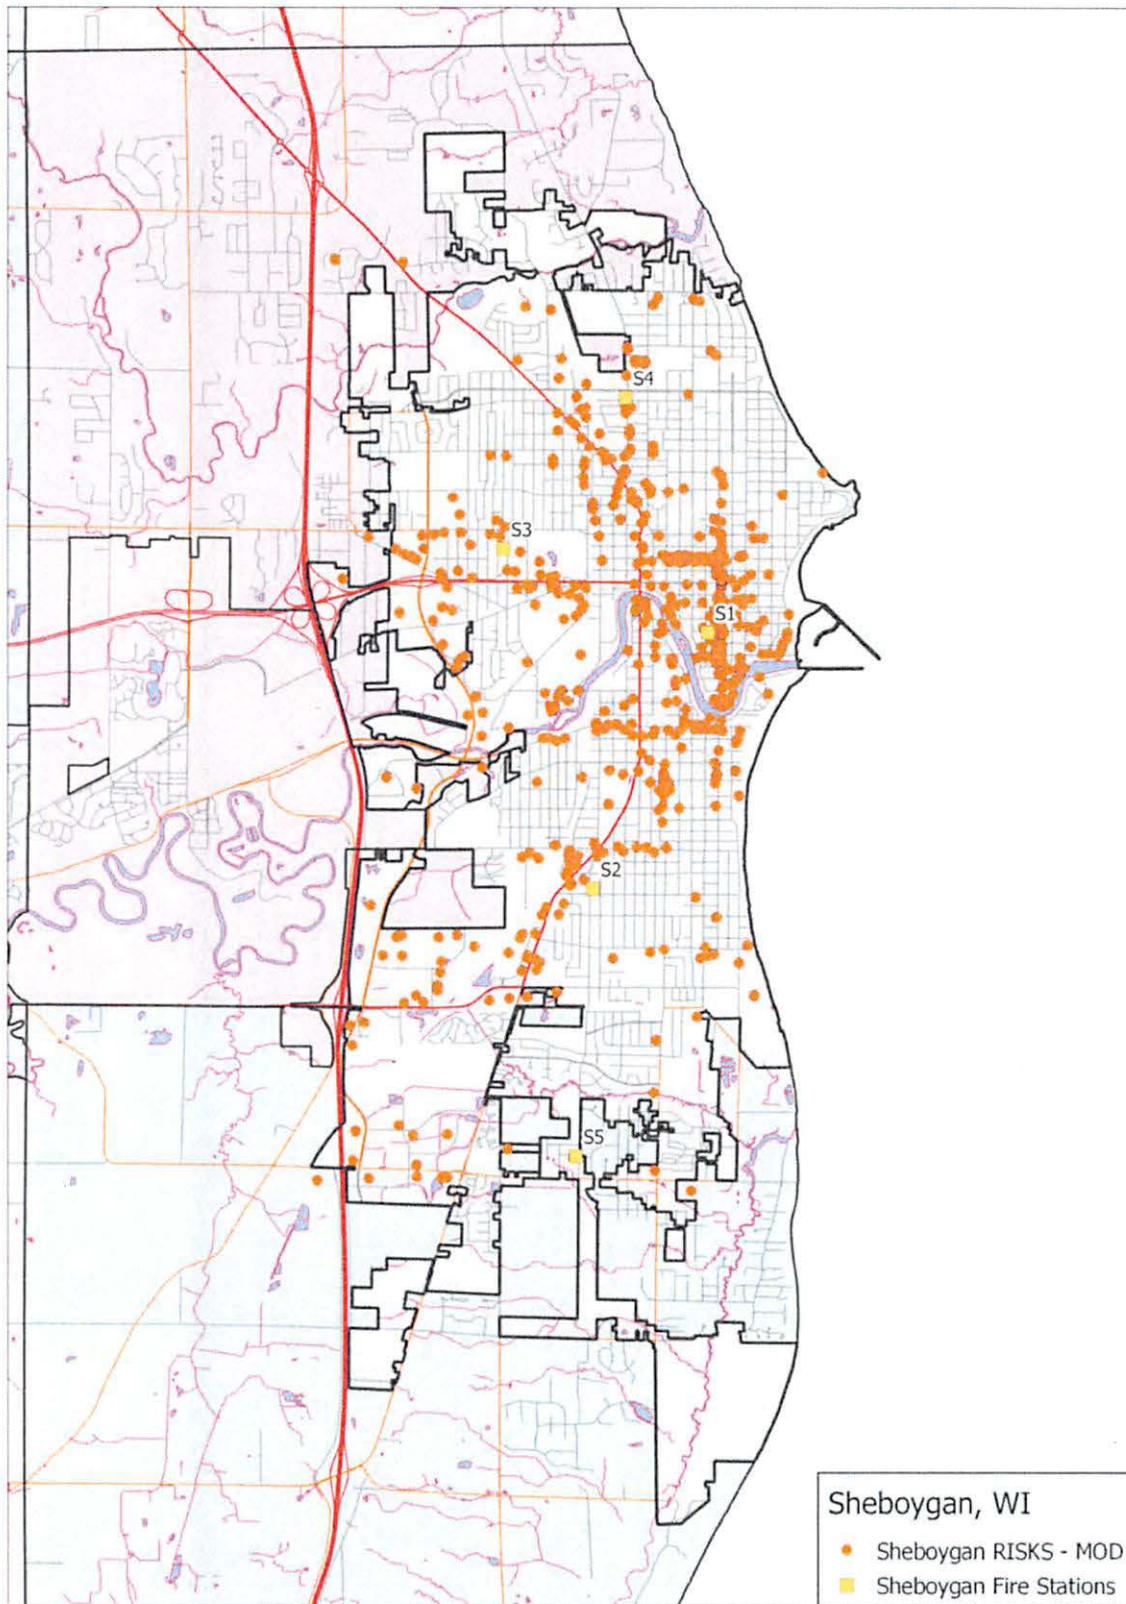 S4
S3
S1
S2
S5
Sheboygan, WI
Sheboygan RISKS - MOD
Sheboygan Fire Stations